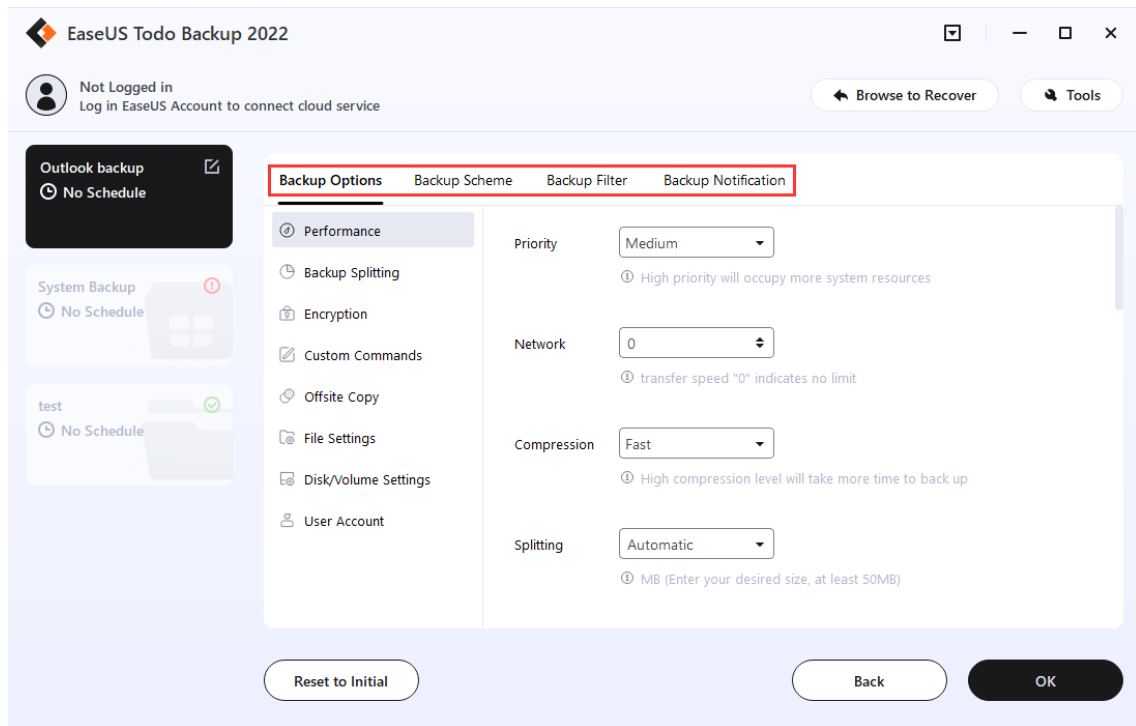 EaseUS Todo Backup 2022
Not Logged in
Log in EaseUS Account to connect cloud service
Browse to Recover
Tools
Outlook backup
No Schedule
System Backup
No Schedule
test
No Schedule
Backup Options Backup Scheme Backup Filter Backup Notification
Performance
Backup Splitting
Encryption
Custom Commands
Offsite Copy
File Settings
Disk/Volume Settings
User Account
Priority Medium
High priority will occupy more system resources
Network 0
transfer speed "0" indicates no limit
Compression Fast
High compression level will take more time to back up
Splitting Automatic
MB (Enter your desired size, at least 50MB)
Reset to Initial
Back
OK